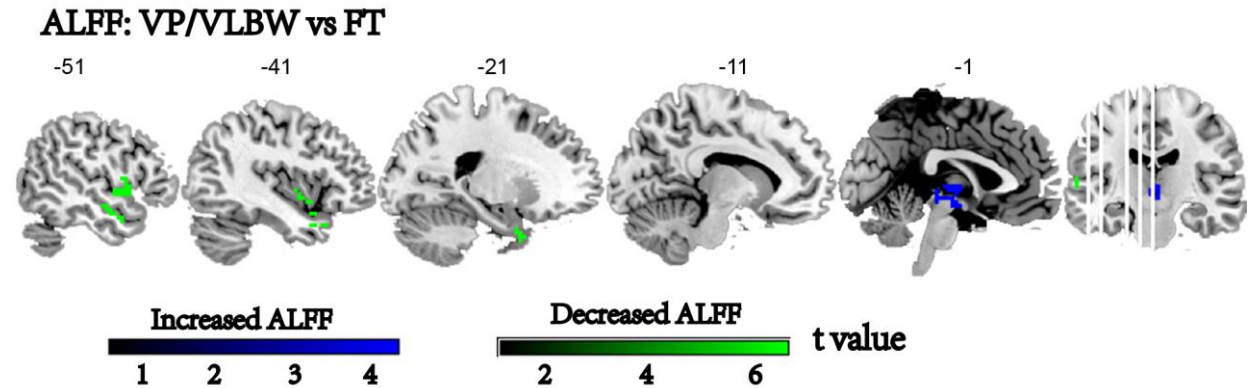 ALFF: VP/VLBW vs FT
-51 -41 -21 -11 -1
Increased ALFF Decreased ALFF t value
1 2 3 4 2 4 6